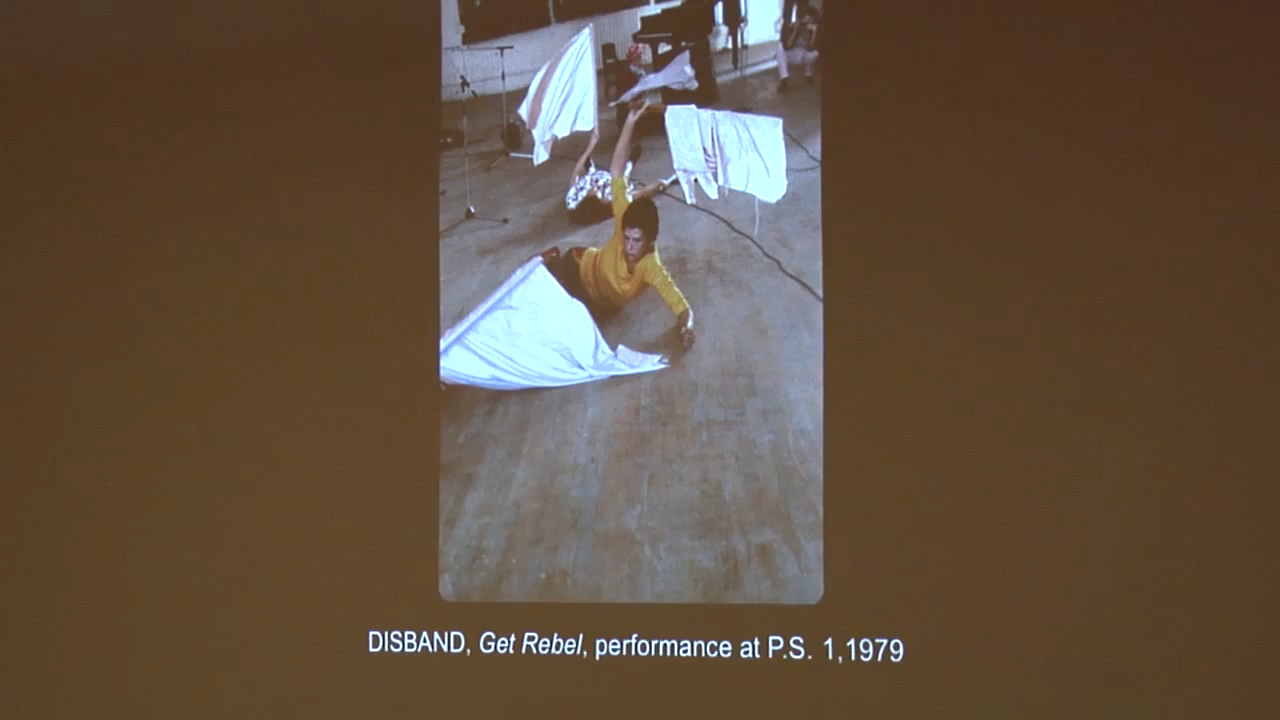 DISBAND, Get Rebel, performance at P.S. 1,1979